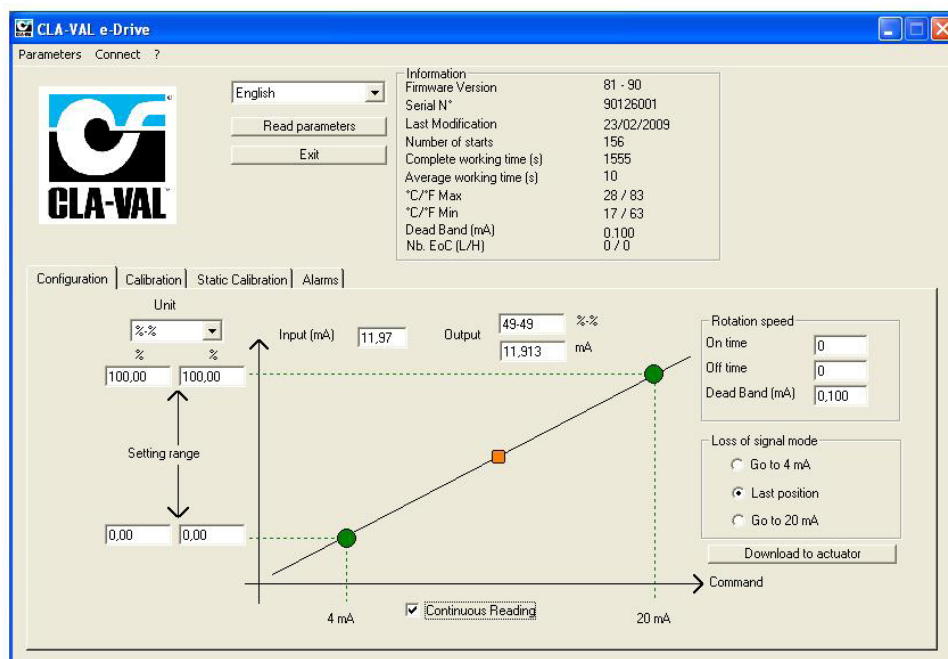 CLA-VAL e-Drive
Parameters Connect ?
CLA-VAL
English
Read parameters
Exit
Information
Firmware Version 81 - 90
Serial N° 90126001
Last Modification 23/02/2009
Number of starts 156
Complete working time (s) 1555
Average working time (s) 10
°C/°F Max 28 / 83
°C/°F Min 17 / 63
Dead Band (mA) 0.100
Nb. EoC (L/H) 0 / 0
Configuration Calibration Static Calibration Alarms
Unit
%-%
% %
100,00 100,00
Setting range
0,00 0,00
Input (mA) 11,97
Output 49-49 %-%
11,913 mA
4 mA
20 mA
Command
Continuous Reading
Rotation speed
On time 0
Off time 0
Dead Band (mA) 0,100
Loss of signal mode
Go to 4 mA
Last position
Go to 20 mA
Download to actuator